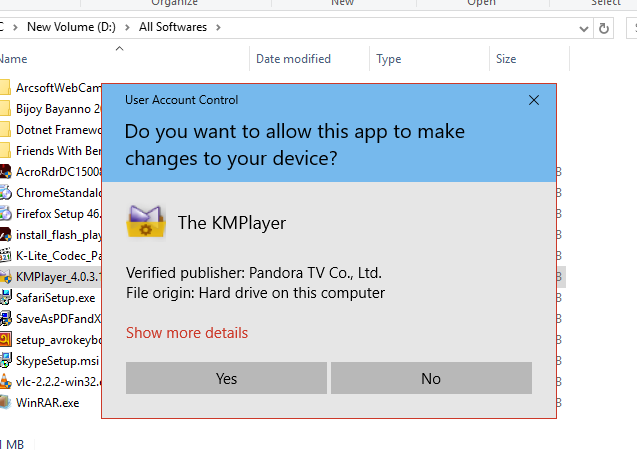 Organize New Open Select
New Volume (D:) All Softwares
Name Date modified Type Size
ArcsoftWebCam
Bijoy Bayanno 20
Dotnet Framewo
Friends With Ber
AcroRdrDC15008
ChromeStandalo
Firefox Setup 46.
install_flash_play
K-Lite_Codec_Pa
KMPlayer_4.0.3.1
SafariSetup.exe
SaveAsPDFandX
setup_avrokeybo
SkypeSetup.msi
vlc-2.2.2-win32.e
WinRAR.exe
MB
User Account Control
Do you want to allow this app to make
changes to your device?
The KMPlayer
Verified publisher: Pandora TV Co., Ltd.
File origin: Hard drive on this computer
Show more details
Yes No